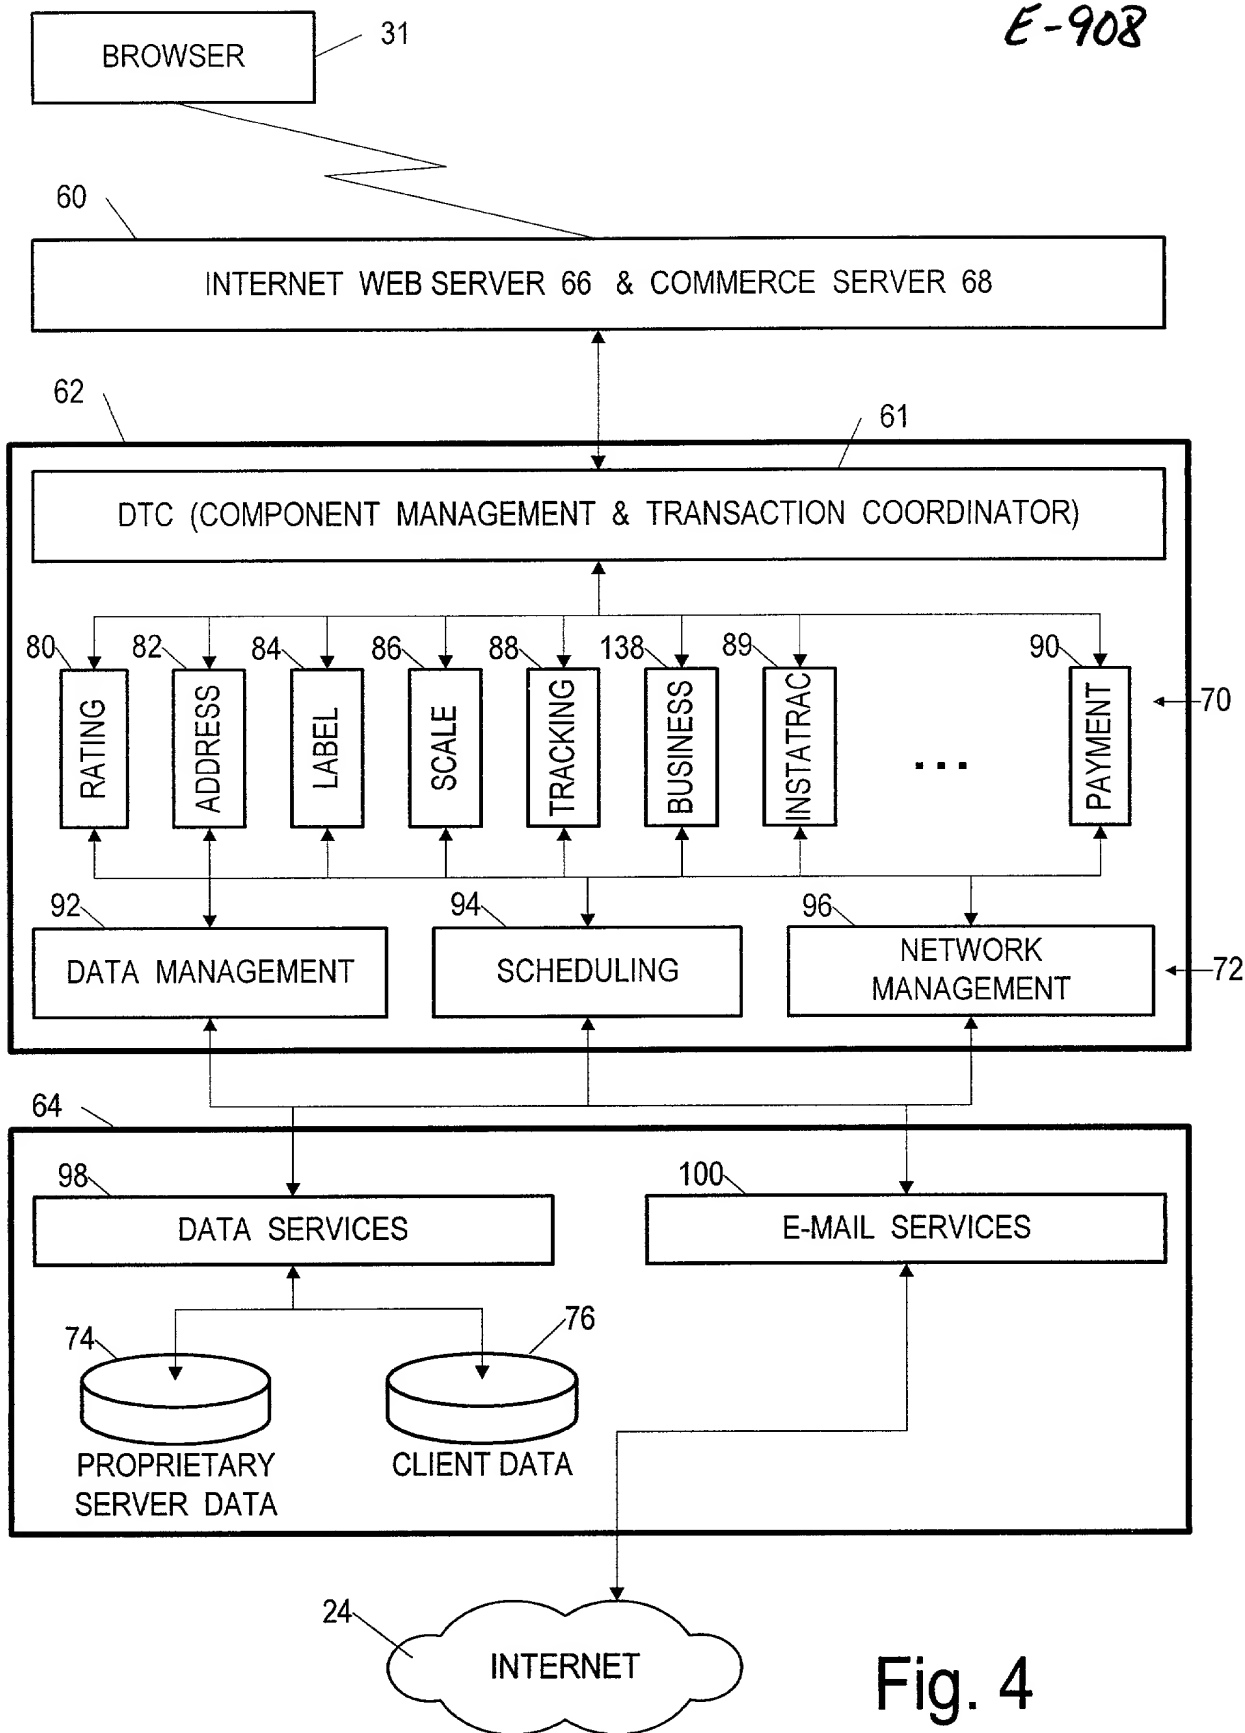 E-908
BROWSER
31
60
INTERNET WEB SERVER 66 & COMMERCE SERVER 68
62
61
DTC (COMPONENT MANAGEMENT & TRANSACTION COORDINATOR)
80 82 84 86 88 138 89 90
RATING
ADDRESS
LABEL
SCALE
TRACKING
BUSINESS
INSTATRAC
...
PAYMENT
70
92 94 96
DATA MANAGEMENT
SCHEDULING
NETWORK
MANAGEMENT
72
64
98 100
DATA SERVICES
E-MAIL SERVICES
74 76
PROPRIETARY
SERVER DATA
CLIENT DATA
24
INTERNET
Fig. 4